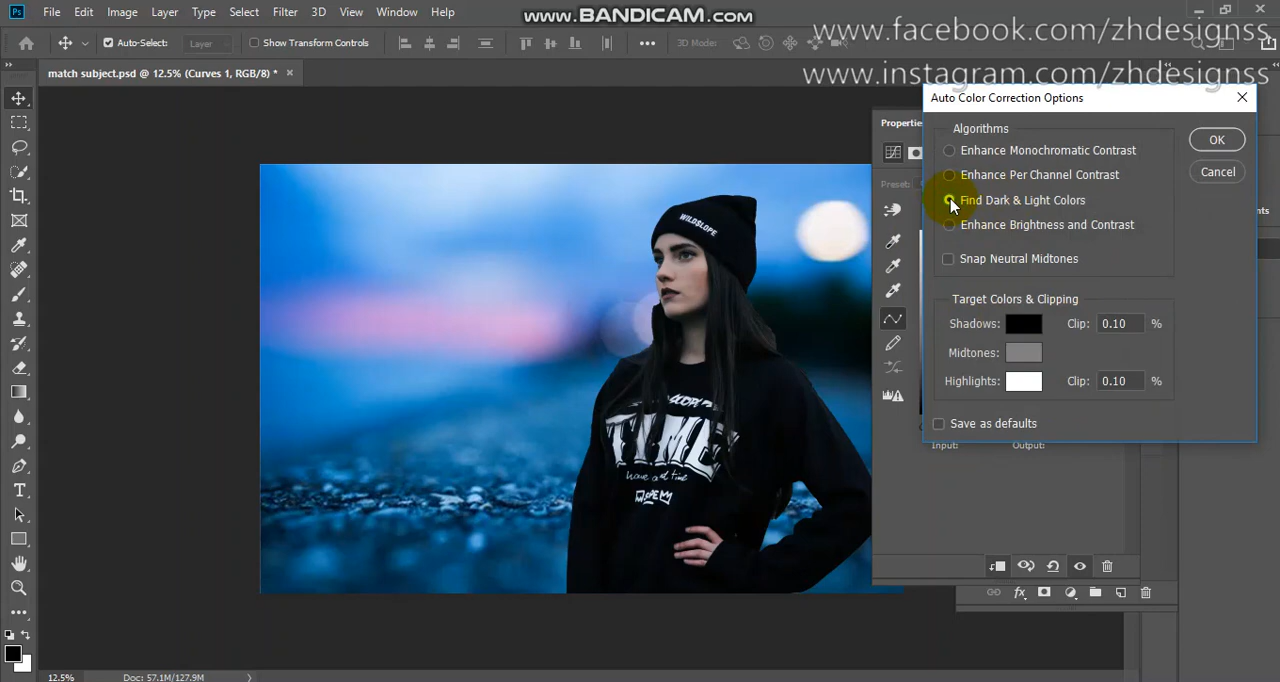 Ps File Edit Image Layer Type Select Filter 3D View Window Help
www.BANDICAM.com
www.facebook.com/zhdesignss
Auto-Select: Layer Show Transform Controls 3D Mode:
match subject.psd @ 12.5% (Curves 1, RGB/8) *
www.instagram.com/zhdesignss
Auto Color Correction Options
Properties
Algorithms
Enhance Monochromatic Contrast
OK
Enhance Per Channel Contrast
Cancel
Preset:
Find Dark & Light Colors
Enhance Brightness and Contrast
Snap Neutral Midtones
Target Colors & Clipping
Shadows: Clip: 0.10 %
Midtones:
Highlights: Clip: 0.10 %
Save as defaults
Input: Output:
WILDSLOPE
TIME
12.5% Doc: 57.1M/127.9M